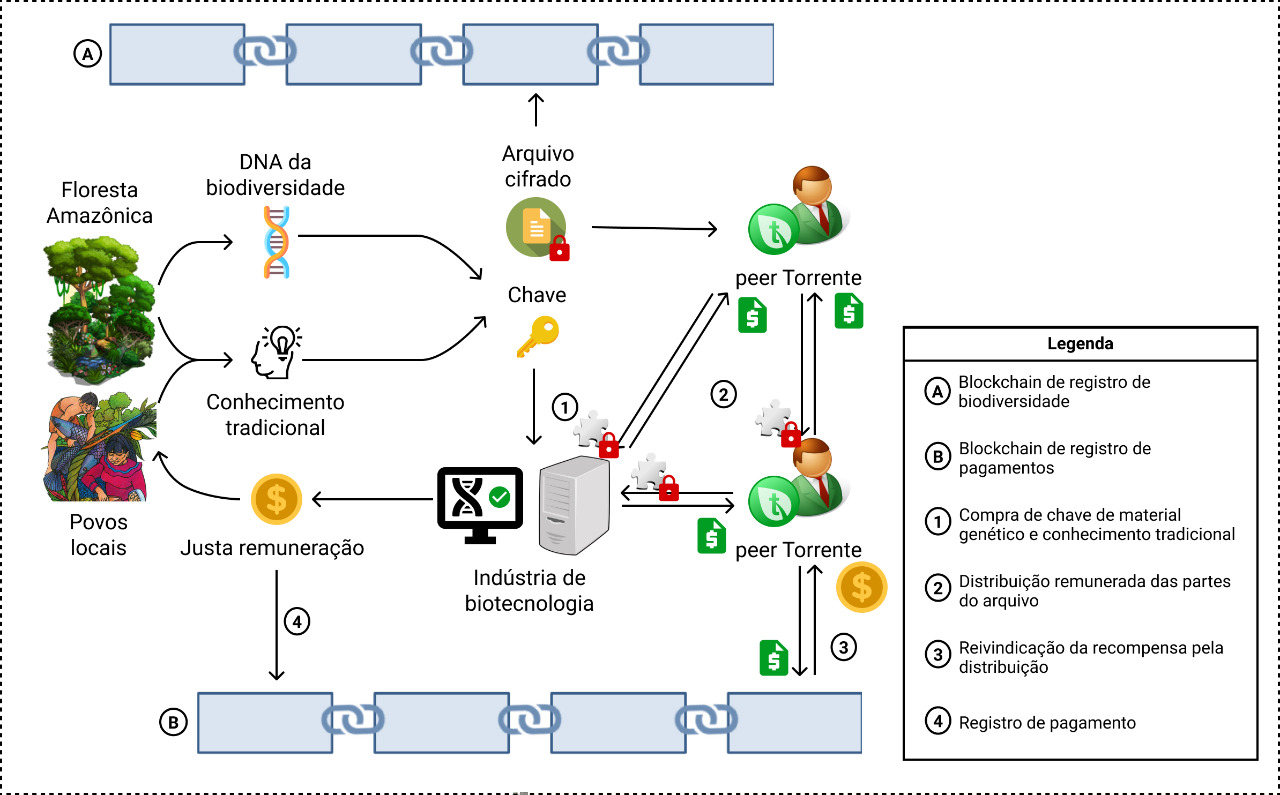 A
Arquivo
cifrado
DNA da
biodiversidade
Floresta
Amazônica
Chave
peer Torrente
Conhecimento
tradicional
1
2
Povos
locais
Justa remuneração
Indústria de
biotecnologia
peer Torrente
4
3
B
Legenda
A Blockchain de registro de
biodiversidade
B Blockchain de registro de
pagamentos
1 Compra de chave de material
genético e conhecimento tradicional
2 Distribuição remunerada das partes
do arquivo
3 Reivindicação da recompensa pela
distribuição
4 Registro de pagamento